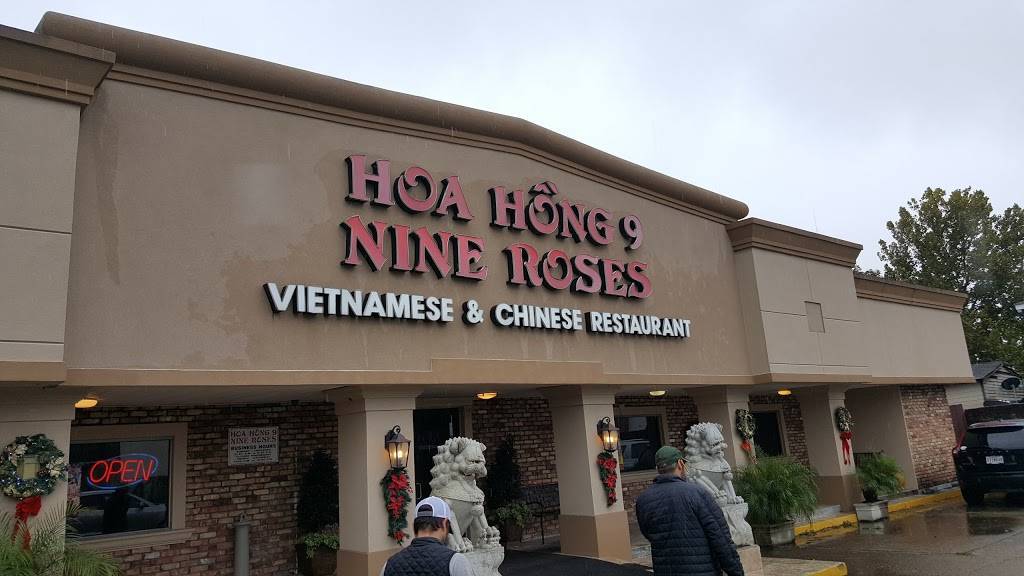 HOA HỒNG 9
NINE ROSES
VIETNAMESE & CHINESE RESTAURANT
OPEN
HOA HỒNG 9
NINE ROSES
BUSINESS HOURS